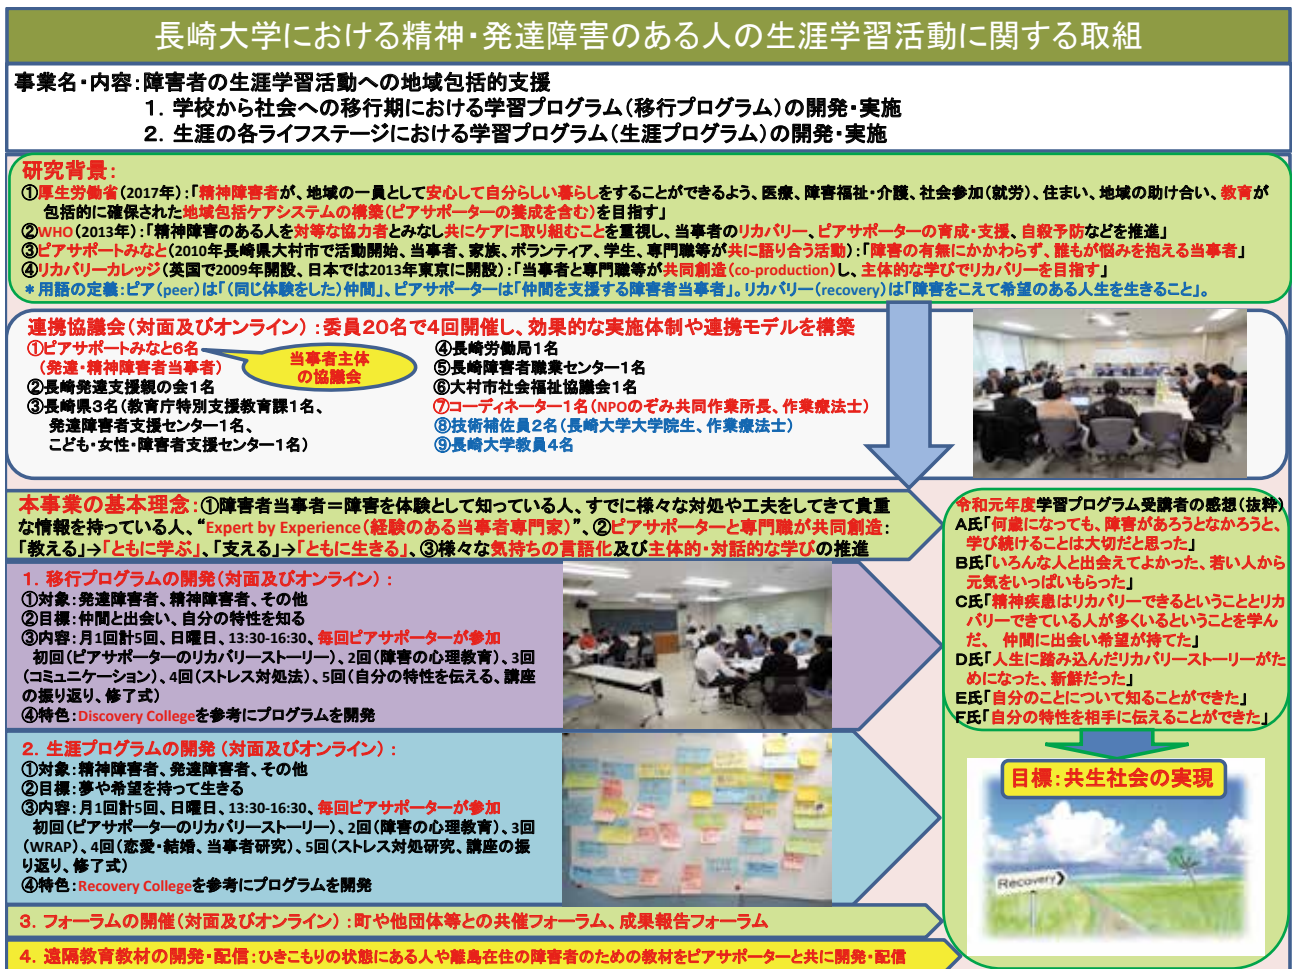 長崎大学における精神・発達障害のある人の生涯学習活動に関する取組
事業名・内容：障害者の生涯学習活動への地域包括的支援
１．学校から社会への移行期における学習プログラム（移行プログラム）の開発・実施
２．生涯の各ライフステージにおける学習プログラム（生涯プログラム）の開発・実施
研究背景：
①厚生労働省（2017年）：「精神障害者が、地域の一員として安心して自分らしい暮らしをすることができるよう、医療、障害福祉・介護、社会参加（就労）、住まい、地域の助け合い、教育が
包括的に確保された地域包括ケアシステムの構築（ピアサポーターの養成を含む）を目指す」
②WHO（2013年）：「精神障害のある人を対等な協力者とみなし共にケアに取り組むことを重視し、当事者のリカバリー、ピアサポーターの育成・支援、自殺予防などを推進」
③ピアサポートみなと（2010年長崎県大村市で活動開始、当事者、家族、ボランティア、学生、専門職等が共に語り合う活動）：「障害の有無にかかわらず、誰もが悩みを抱える当事者」
④リカバリーカレッジ（英国で2009年開設、日本では2013年東京に開設）：「当事者と専門職等が共同創造（co-production）し、主体的な学びでリカバリーを目指す」
＊用語の定義：ピア（peer）は「（同じ体験をした）仲間」、ピアサポーターは「仲間を支援する障害者当事者」。リカバリー（recovery）は「障害をこえて希望のある人生を生きること」。
連携協議会（対面及びオンライン）：委員２０名で４回開催し、効果的な実施体制や連携モデルを構築
①ピアサポートみなと６名
（発達・精神障害者当事者）
当事者主体
の協議会
②長崎発達支援親の会１名
③長崎県３名（教育庁特別支援教育課１名、
発達障害者支援センター１名、
こども・女性・障害者支援センター１名）
④長崎労働局１名
⑤長崎障害者職業センター１名
⑥大村市社会福祉協議会１名
⑦コーディネーター１名（NPOのぞみ共同作業所長、作業療法士）
⑧技術補佐員２名（長崎大学大学院生、作業療法士）
⑨長崎大学教員４名
本事業の基本理念：①障害者当事者＝障害を体験として知っている人、すでに様々な対処や工夫をしてきて貴重
な情報を持っている人、“Expert by Experience（経験のある当事者専門家）”、②ピアサポーターと専門職が共同創造：
「教える」→「ともに学ぶ」、「支える」→「ともに生きる」、③様々な気持ちの言語化及び主体的・対話的な学びの推進
１．移行プログラムの開発（対面及びオンライン）：
①対象：発達障害者、精神障害者、その他
②目標：仲間と出会い、自分の特性を知る
③内容：月1回計5回、日曜日、13:30-16:30、毎回ピアサポーターが参加
初回（ピアサポーターのリカバリーストーリー）、2回（障害の心理教育）、3回
（コミュニケーション）、4回（ストレス対処法）、5回（自分の特性を伝える、講座
の振り返り、修了式）
④特色：Discovery Collegeを参考にプログラムを開発
２．生涯プログラムの開発（対面及びオンライン）：
①対象：精神障害者、発達障害者、その他
②目標：夢や希望を持って生きる
③内容：月1回計5回、日曜日、13:30-16:30、毎回ピアサポーターが参加
初回（ピアサポーターのリカバリーストーリー）、2回（障害の心理教育）、3回
（WRAP）、4回（恋愛・結婚、当事者研究）、5回（ストレス対処研究、講座の振
り返り、修了式）
④特色：Recovery Collegeを参考にプログラムを開発
３．フォーラムの開催（対面及びオンライン）：町や他団体等との共催フォーラム、成果報告フォーラム
４．遠隔教育教材の開発・配信：ひきこもりの状態にある人や離島在住の障害者のための教材をピアサポーターと共に開発・配信
令和元年度学習プログラム受講者の感想（抜粋）
A氏「何歳になっても、障害があろうとなかろうと、
学び続けることは大切だと思った」
B氏「いろんな人と出会えてよかった、若い人から
元気をいっぱいもらった」
C氏「精神疾患はリカバリーできるということとリカ
バリーできている人が多くいるということを学ん
だ、仲間に出会い希望が持てた」
D氏「人生に踏み込んだリカバリーストーリーがた
めになった、新鮮だった」
E氏「自分のことについて知ることができた」
F氏「自分の特性を相手に伝えることができた」
目標：共生社会の実現
Recovery